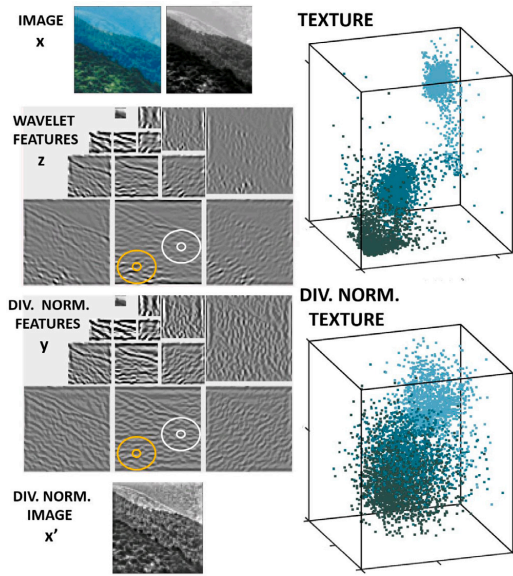 IMAGE
x
TEXTURE
WAVELET
FEATURES
z
DIV. NORM.
FEATURES
y
DIV. NORM.
TEXTURE
DIV. NORM.
IMAGE
x'